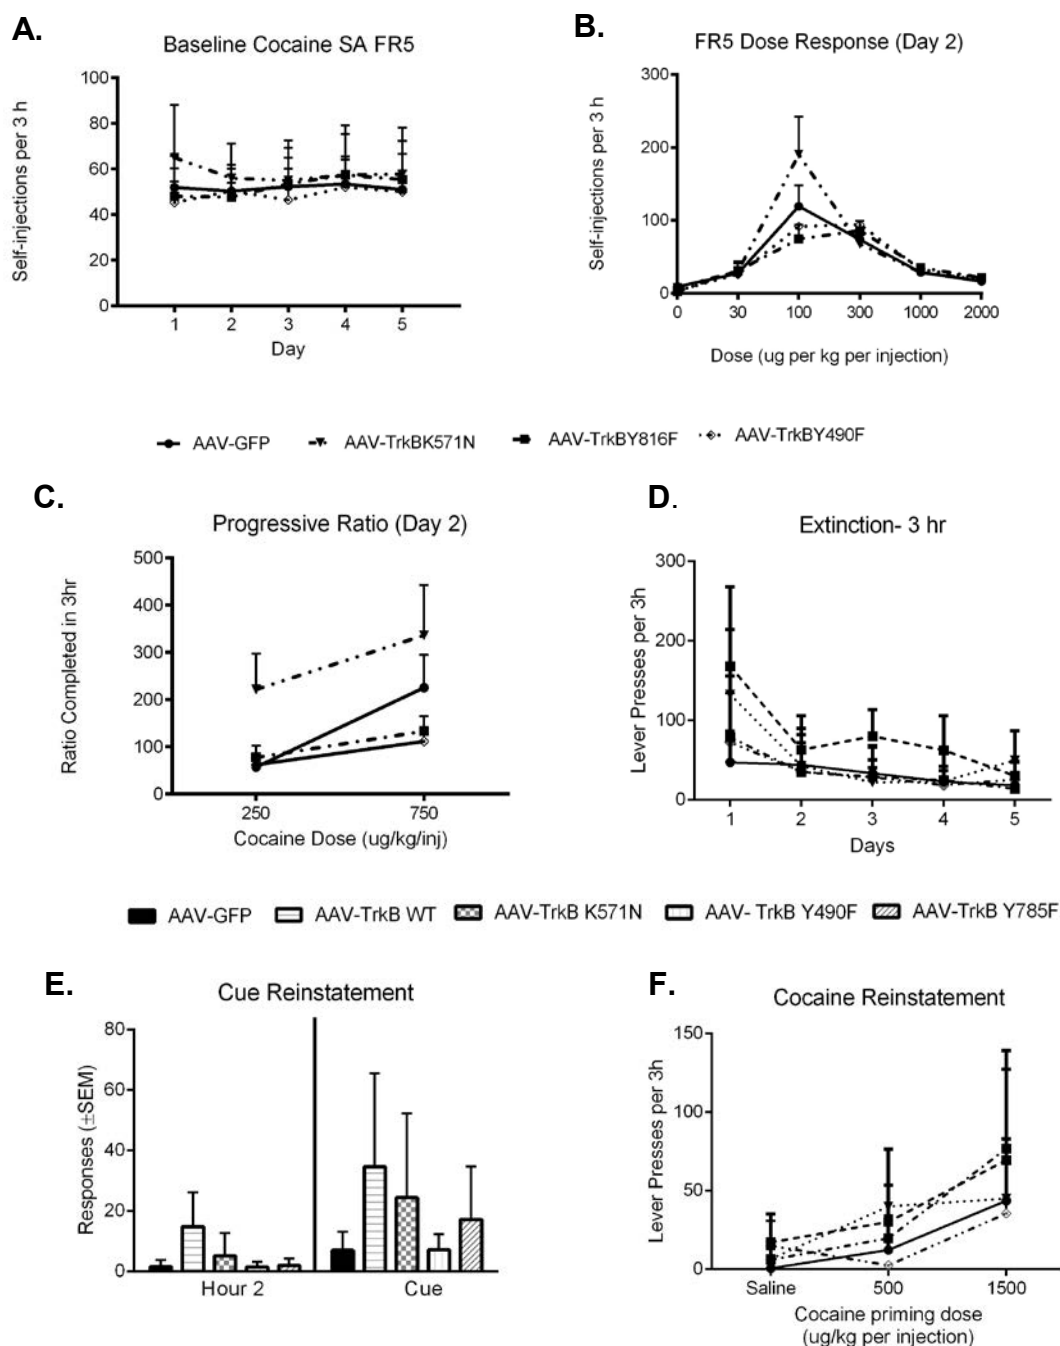 A.
Baseline Cocaine SA FR5
Self-injections per 3 h
100
80
60
40
20
0
1 2 3 4 5
Day
B.
FR5 Dose Response (Day 2)
Self-injections per 3 h
300
200
100
0
0 30 100 300 1000 2000
Dose (ug per kg per injection)
AAV-GFP AAV-TrkBK571N AAV-TrkBY816F AAV-TrkBY490F
C.
Progressive Ratio (Day 2)
Ratio Completed in 3hr
500
400
300
200
100
0
250 750
Cocaine Dose (ug/kg/inj)
D.
Extinction- 3 hr
Lever Presses per 3h
300
200
100
0
1 2 3 4 5
Days
AAV-GFP AAV-TrkB WT AAV-TrkB K571N AAV- TrkB Y490F AAV-TrkB Y785F
E.
Cue Reinstatement
Responses (±SEM)
80
60
40
20
0
Hour 2 Cue
F.
Cocaine Reinstatement
Lever Presses per 3h
150
100
50
0
Saline 500 1500
Cocaine priming dose
(ug/kg per injection)